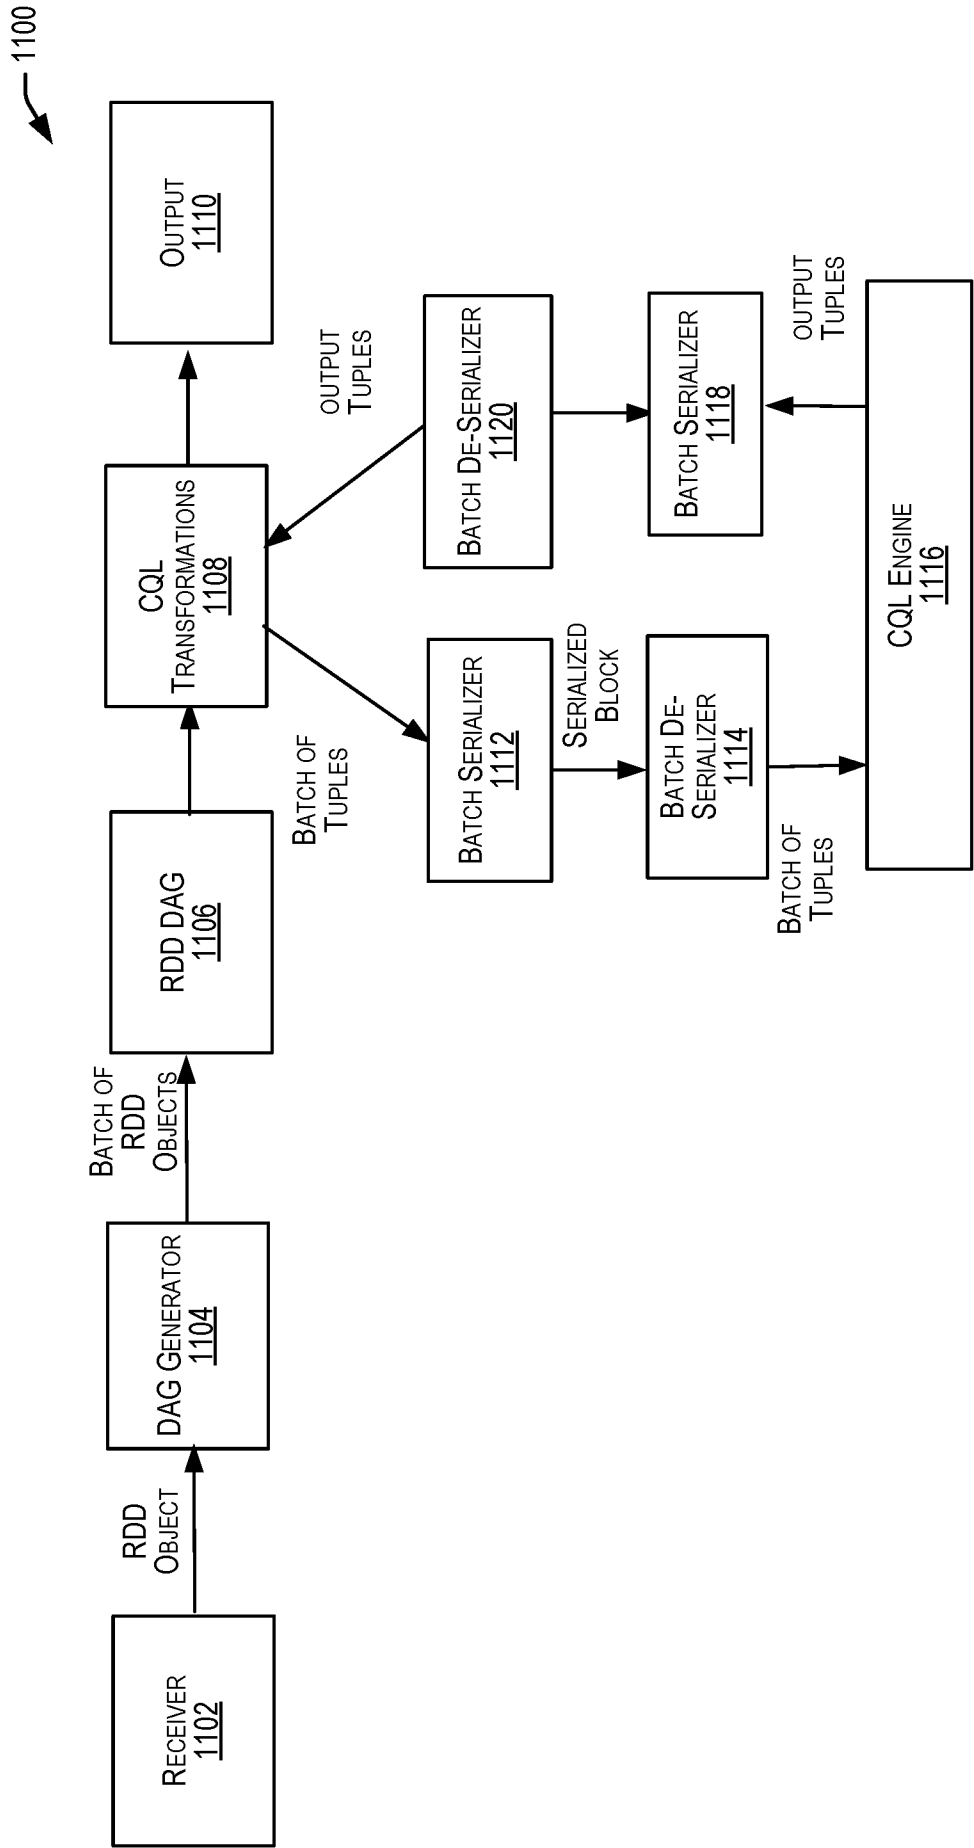 1100
RECEIVER
1102
RDD
OBJECT
DAG GENERATOR
1104
BATCH OF
RDD
OBJECTS
RDD DAG
1106
CQL
TRANSFORMATIONS
1108
OUTPUT
1110
BATCH OF
TUPLES
OUTPUT
TUPLES
BATCH SERIALIZER
1112
BATCH DE-SERIALIZER
1120
SERIALIZED
BLOCK
BATCH DE-
SERIALIZER
1114
BATCH SERIALIZER
1118
BATCH OF
TUPLES
OUTPUT
TUPLES
CQL ENGINE
1116